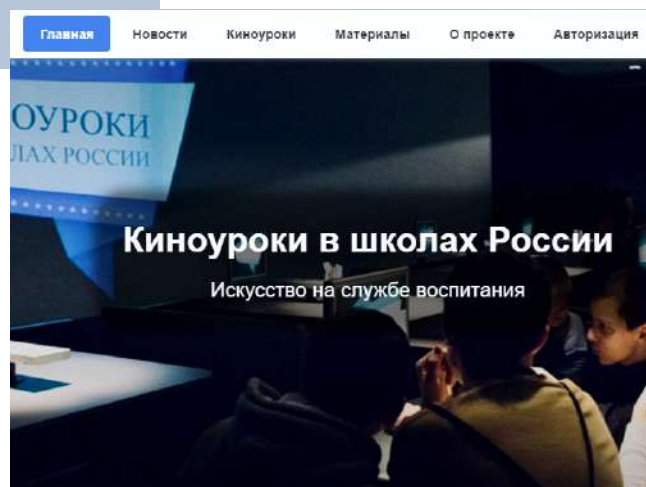 Главная Новости Киноуроки Материалы О проекте Авторизация
ОУРОКИ
ЛАХ РОССИИ
Киноуроки в школах России
Искусство на службе воспитания